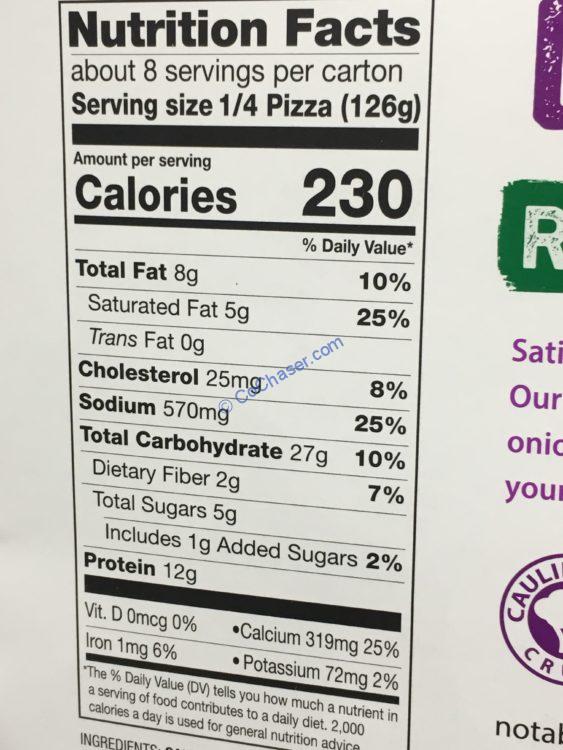 Nutrition Facts
about 8 servings per carton
Serving size 1/4 Pizza (126g)
Amount per serving
Calories 230
% Daily Value*
Total Fat 8g 10%
Saturated Fat 5g 25%
Trans Fat 0g
Cholesterol 25mg 8%
Sodium 570mg 25%
Total Carbohydrate 27g 10%
Dietary Fiber 2g 7%
Total Sugars 5g
Includes 1g Added Sugars 2%
Protein 12g
Vit. D 0mcg 0% •Calcium 319mg 25%
Iron 1mg 6% •Potassium 72mg 2%
*The % Daily Value (DV) tells you how much a nutrient in
a serving of food contributes to a daily diet. 2,000
calories a day is used for general nutrition advice
INGREDIENTS:
© CoChaser.com
R
Sati
Our
onio
your
CAULI
CRU
notab